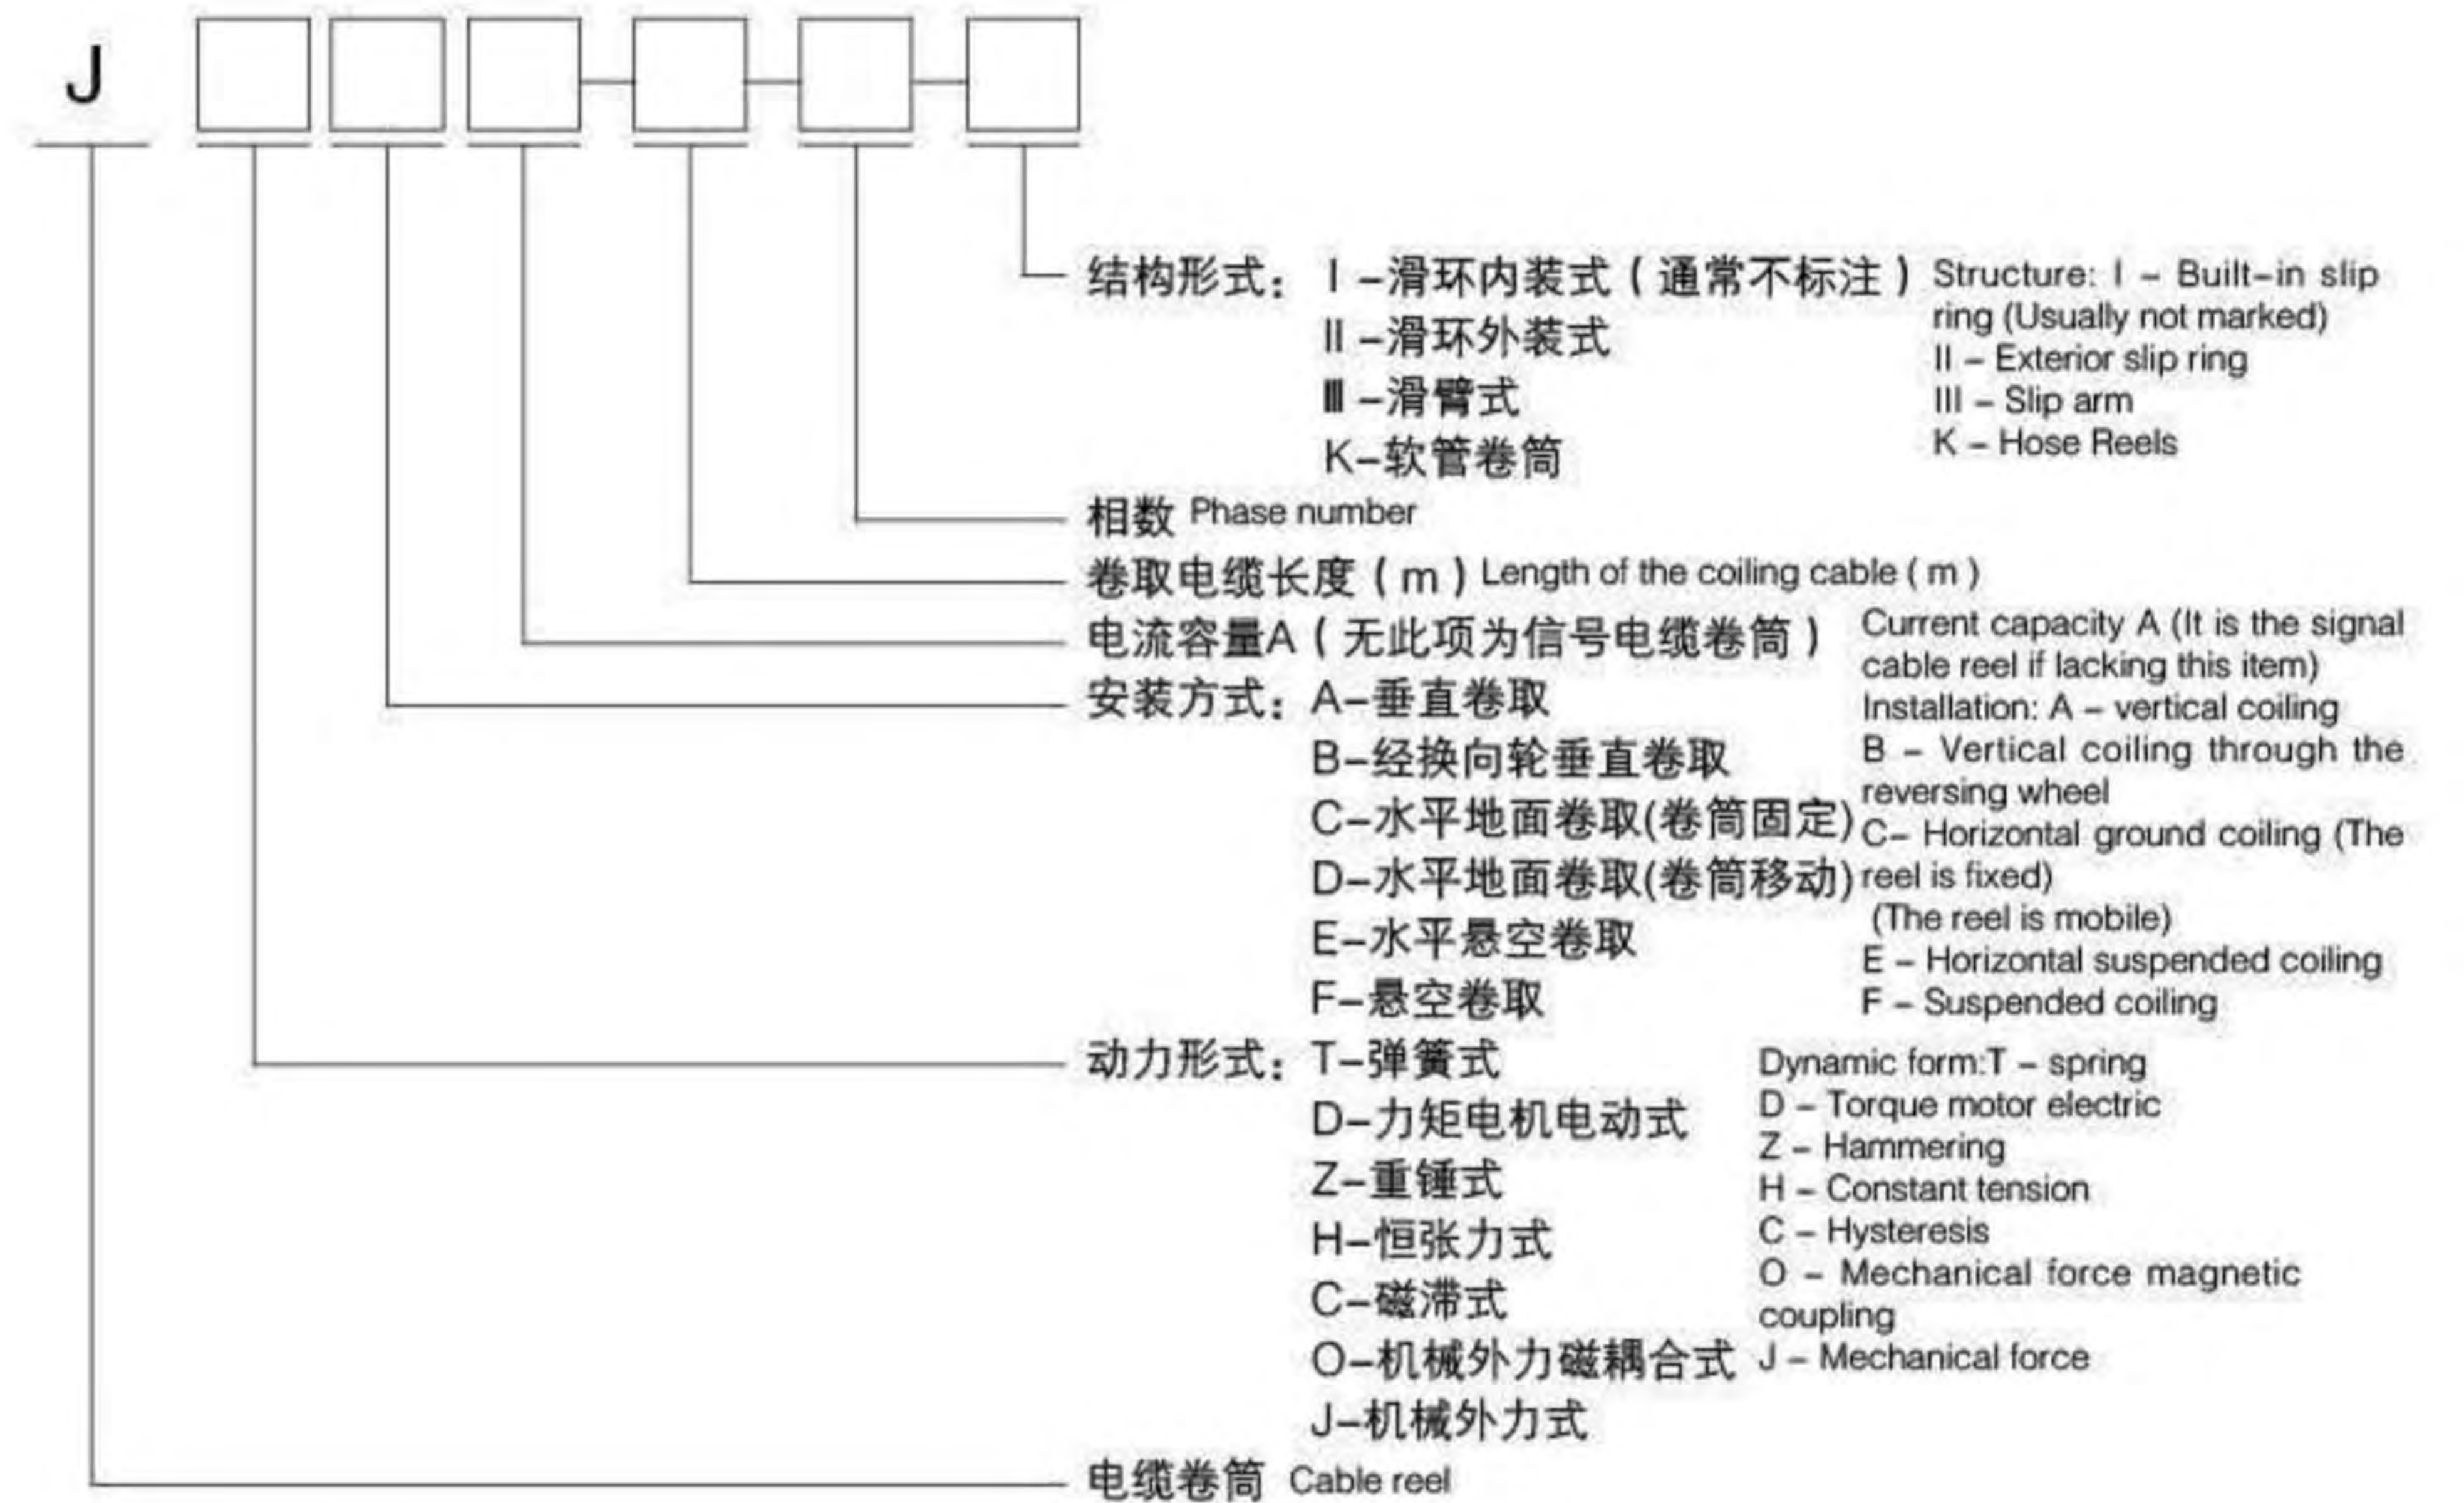 J
结构形式： I –滑环内装式（通常不标注）
II –滑环外装式
Ⅲ –滑臂式
K–软管卷筒
Structure: I – Built–in slip
ring (Usually not marked)
II – Exterior slip ring
III – Slip arm
K – Hose Reels
相数 Phase number
卷取电缆长度（m）Length of the coiling cable ( m )
电流容量A（无此项为信号电缆卷筒）
Current capacity A (It is the signal
cable reel if lacking this item)
安装方式： A–垂直卷取
B–经换向轮垂直卷取
C–水平地面卷取(卷筒固定)
D–水平地面卷取(卷筒移动)
E–水平悬空卷取
F–悬空卷取
Installation: A – vertical coiling
B – Vertical coiling through the
reversing wheel
C– Horizontal ground coiling (The
reel is fixed)
(The reel is mobile)
E – Horizontal suspended coiling
F – Suspended coiling
动力形式： T–弹簧式
D–力矩电机电动式
Z–重锤式
H–恒张力式
C–磁滞式
O–机械外力磁耦合式
J–机械外力式
Dynamic form:T – spring
D – Torque motor electric
Z – Hammering
H – Constant tension
C – Hysteresis
O – Mechanical force magnetic
coupling
J – Mechanical force
电缆卷筒 Cable reel